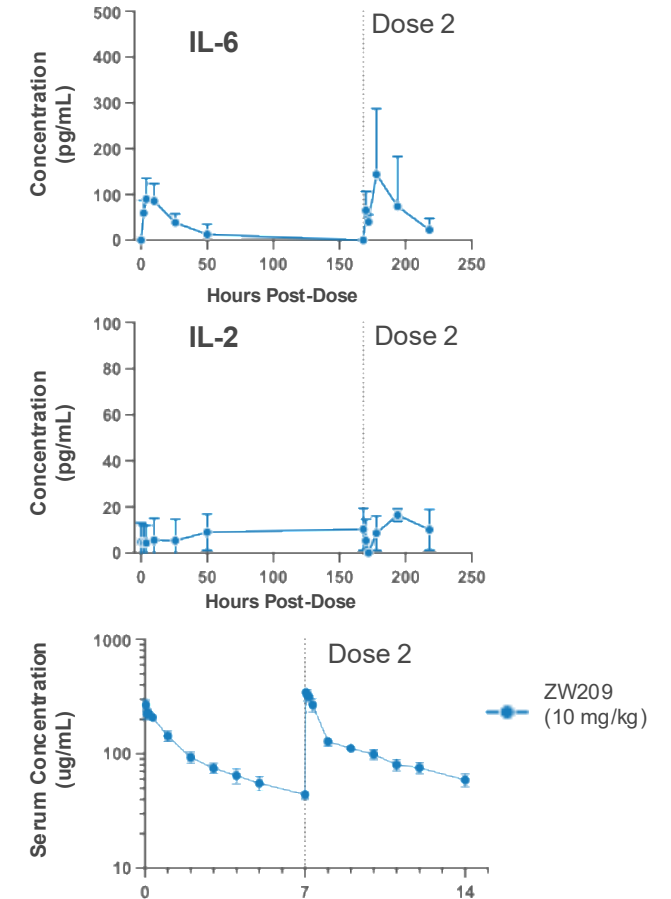 500
IL-6
Dose 2
400
300
200
100
0
Concentration
(pg/mL)
0 50 100 150 200 250
Hours Post-Dose
100
IL-2
Dose 2
80
60
40
20
0
Concentration
(pg/mL)
0 50 100 150 200 250
Hours Post-Dose
1000
Dose 2
100
10
Serum Concentration
(ug/mL)
0 7 14
ZW209
(10 mg/kg)